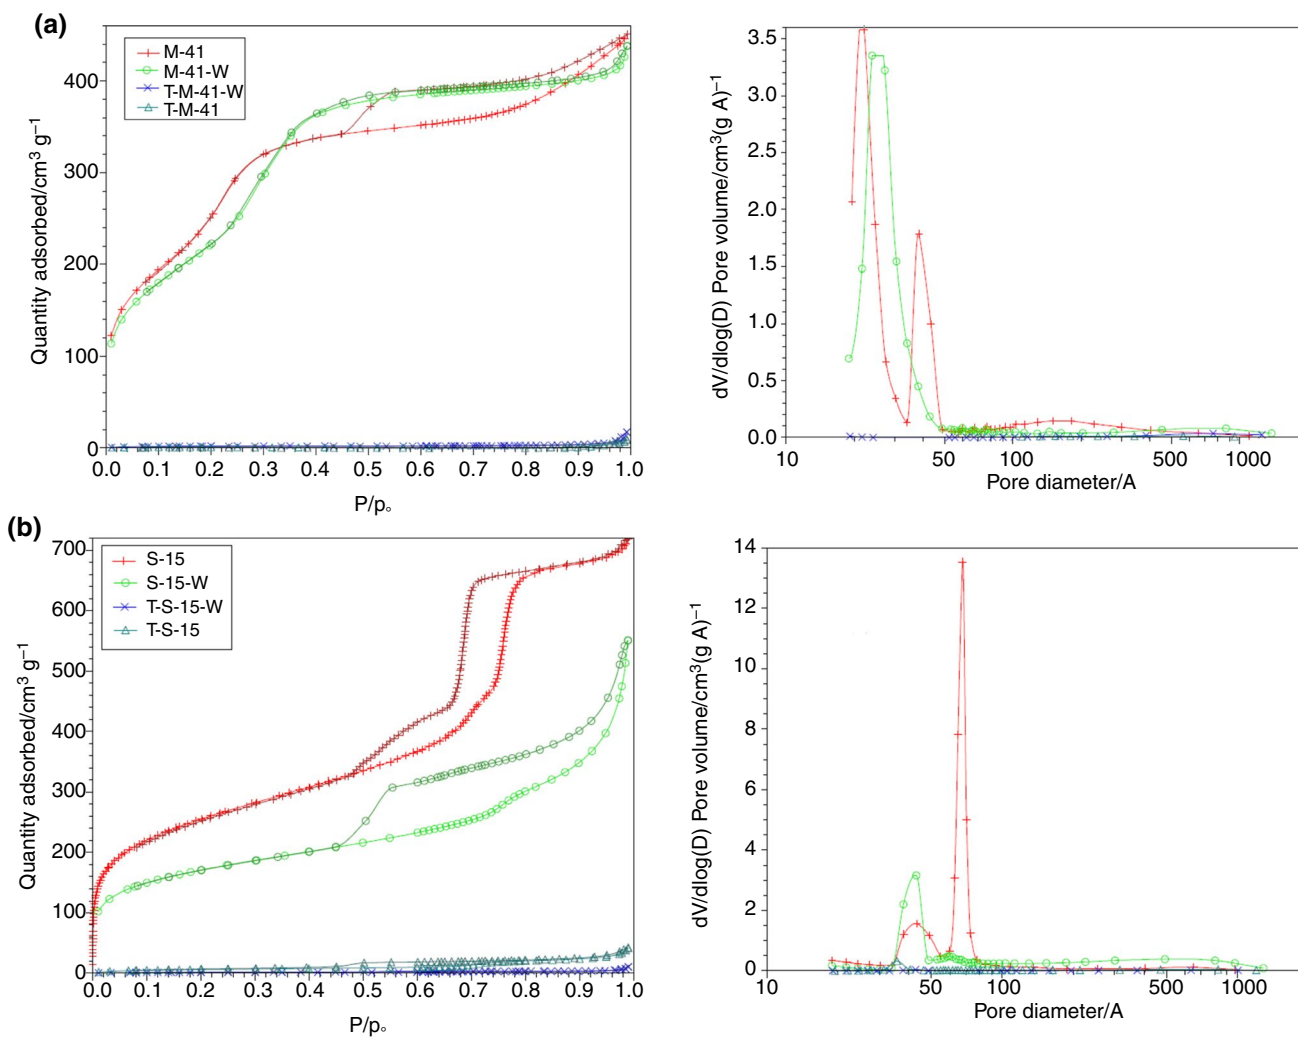 (a)
M-41
M-41-W
T-M-41-W
T-M-41
Quantity adsorbed/cm³ g⁻¹
400
300
200
100
0
0.0 0.1 0.2 0.3 0.4 0.5 0.6 0.7 0.8 0.9 1.0
P/p∘
dV/dlog(D) Pore volume/cm³(g A)⁻¹
3.5
3.0
2.5
2.0
1.5
1.0
0.5
0.0
10 50 100 500 1000
Pore diameter/A
(b)
S-15
S-15-W
T-S-15-W
T-S-15
Quantity adsorbed/cm³ g⁻¹
700
600
500
400
300
200
100
0
0.0 0.1 0.2 0.3 0.4 0.5 0.6 0.7 0.8 0.9 1.0
P/p∘
dV/dlog(D) Pore volume/cm³(g A)⁻¹
14
12
10
8
6
4
2
0
10 50 100 500 1000
Pore diameter/A